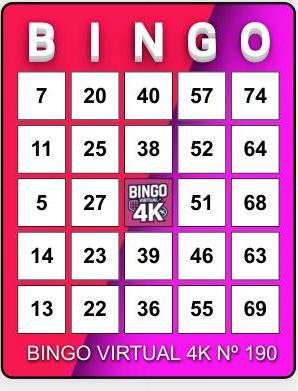 BINGO
7 20 40 57 74
11 25 38 52 64
5 27 BINGO VIRTUAL 4K 51 68
14 23 39 46 63
13 22 36 55 69
BINGO VIRTUAL 4K Nº 190